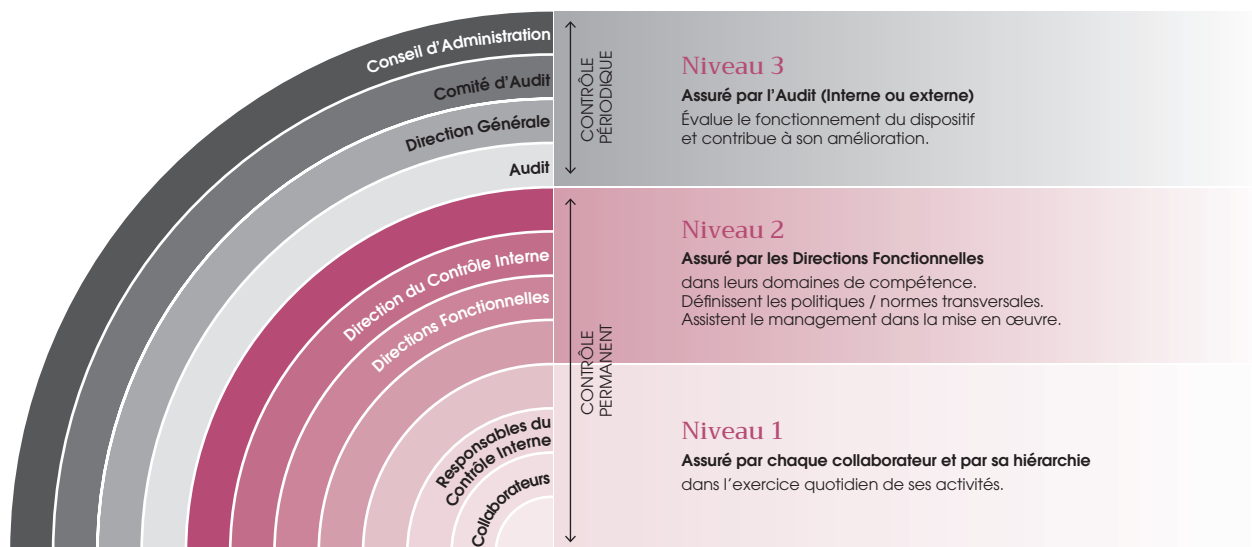 Conseil d’Administration
Comité d’Audit
Direction Générale
Audit
Direction du Contrôle Interne
Directions Fonctionnelles
Responsables du
Contrôle Interne
Collaborateurs
CONTRÔLE
PÉRIODIQUE
CONTRÔLE
PERMANENT
Niveau 3
Assuré par l’Audit (Interne ou externe)
Évalue le fonctionnement du dispositif
et contribue à son amélioration.
Niveau 2
Assuré par les Directions Fonctionnelles
dans leurs domaines de compétence.
Définissent les politiques / normes transversales.
Assistent le management dans la mise en œuvre.
Niveau 1
Assuré par chaque collaborateur et par sa hiérarchie
dans l’exercice quotidien de ses activités.